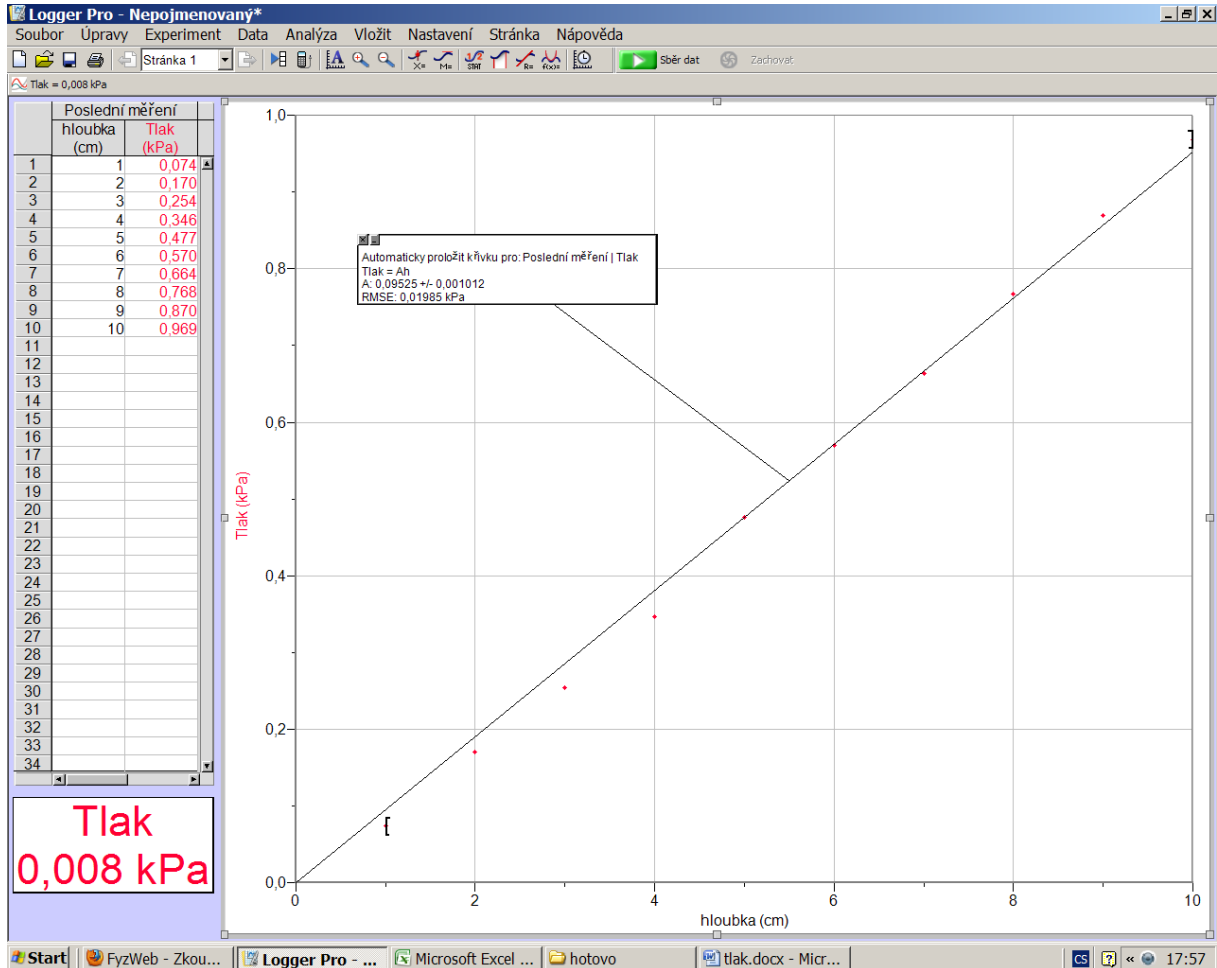 Logger Pro - Nepojmenovaný*
Soubor Úpravy Experiment Data Analýza Vložit Nastavení Stránka Nápověda
Stránka 1 Sběr dat Zachovat
Tlak = 0,008 kPa
Poslední měření
hloubka Tlak
(cm) (kPa)
1 1 0,074
2 2 0,170
3 3 0,254
4 4 0,346
5 5 0,477
6 6 0,570
7 7 0,664
8 8 0,768
9 9 0,870
10 10 0,969
11
12
13
14
15
16
17
18
19
20
21
22
23
24
25
26
27
28
29
30
31
32
33
34
Tlak
0,008 kPa
1,0
0,8
0,6
0,4
0,2
0,0
Tlak (kPa)
Automaticky proložit křivku pro: Poslední měření | Tlak
Tlak = Ah
A: 0,09525 +/- 0,001012
RMSE: 0,01985 kPa
0 2 4 6 8 10
hloubka (cm)
Start FyzWeb - Zkou... Logger Pro - ... Microsoft Excel ... hotovo tlak.docx - Micr... CS « 17:57